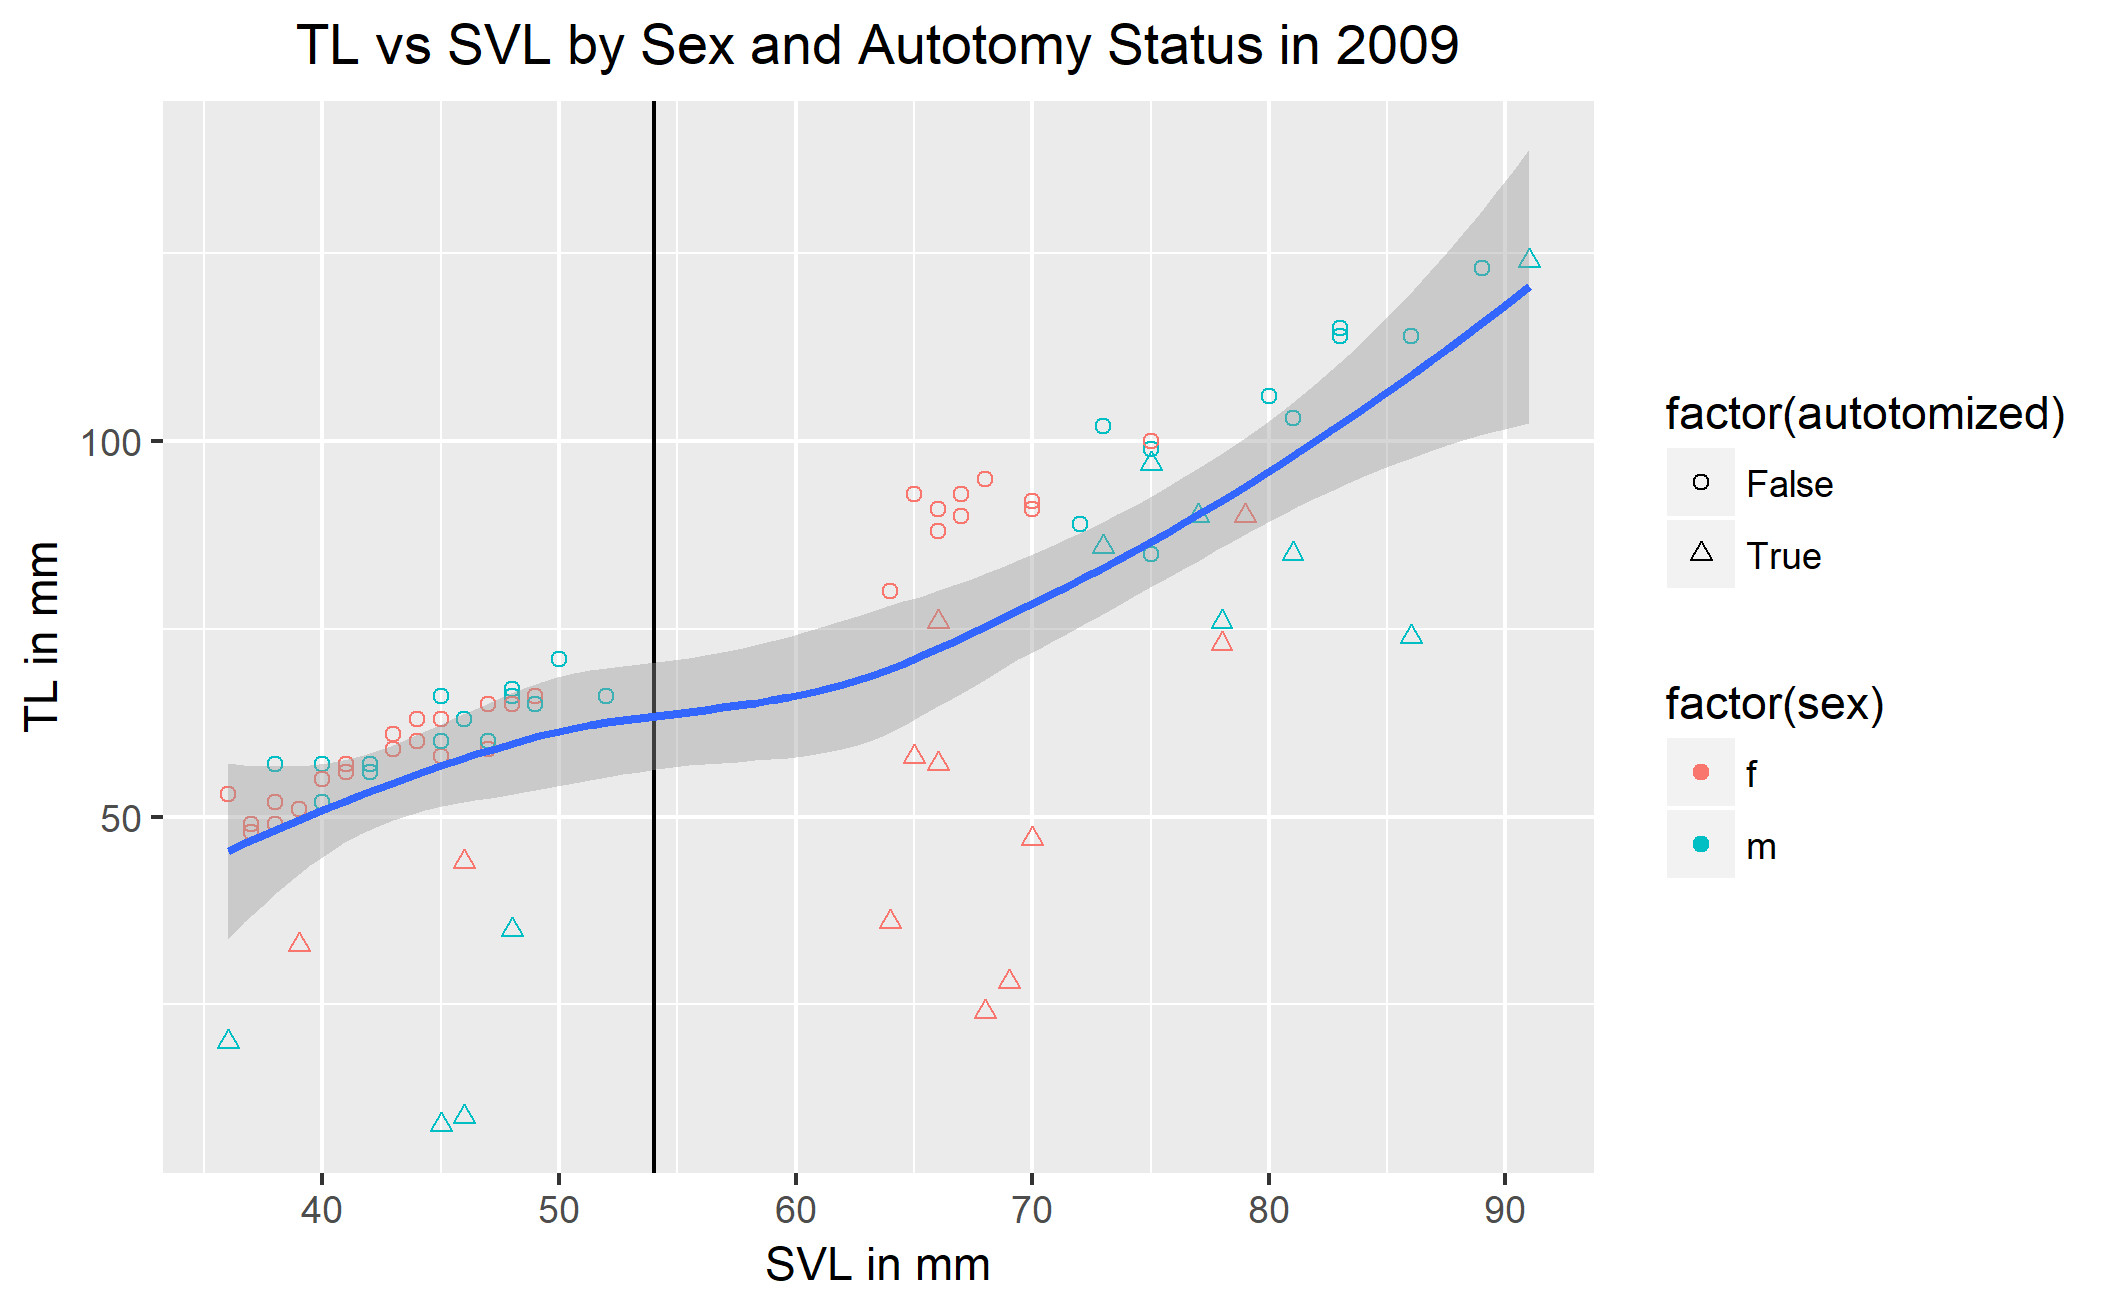 TL vs SVL by Sex and Autotomy Status in 2009
TL in mm
100
50
40 50 60 70 80 90
SVL in mm
factor(autotomized)
False
True
factor(sex)
f
m